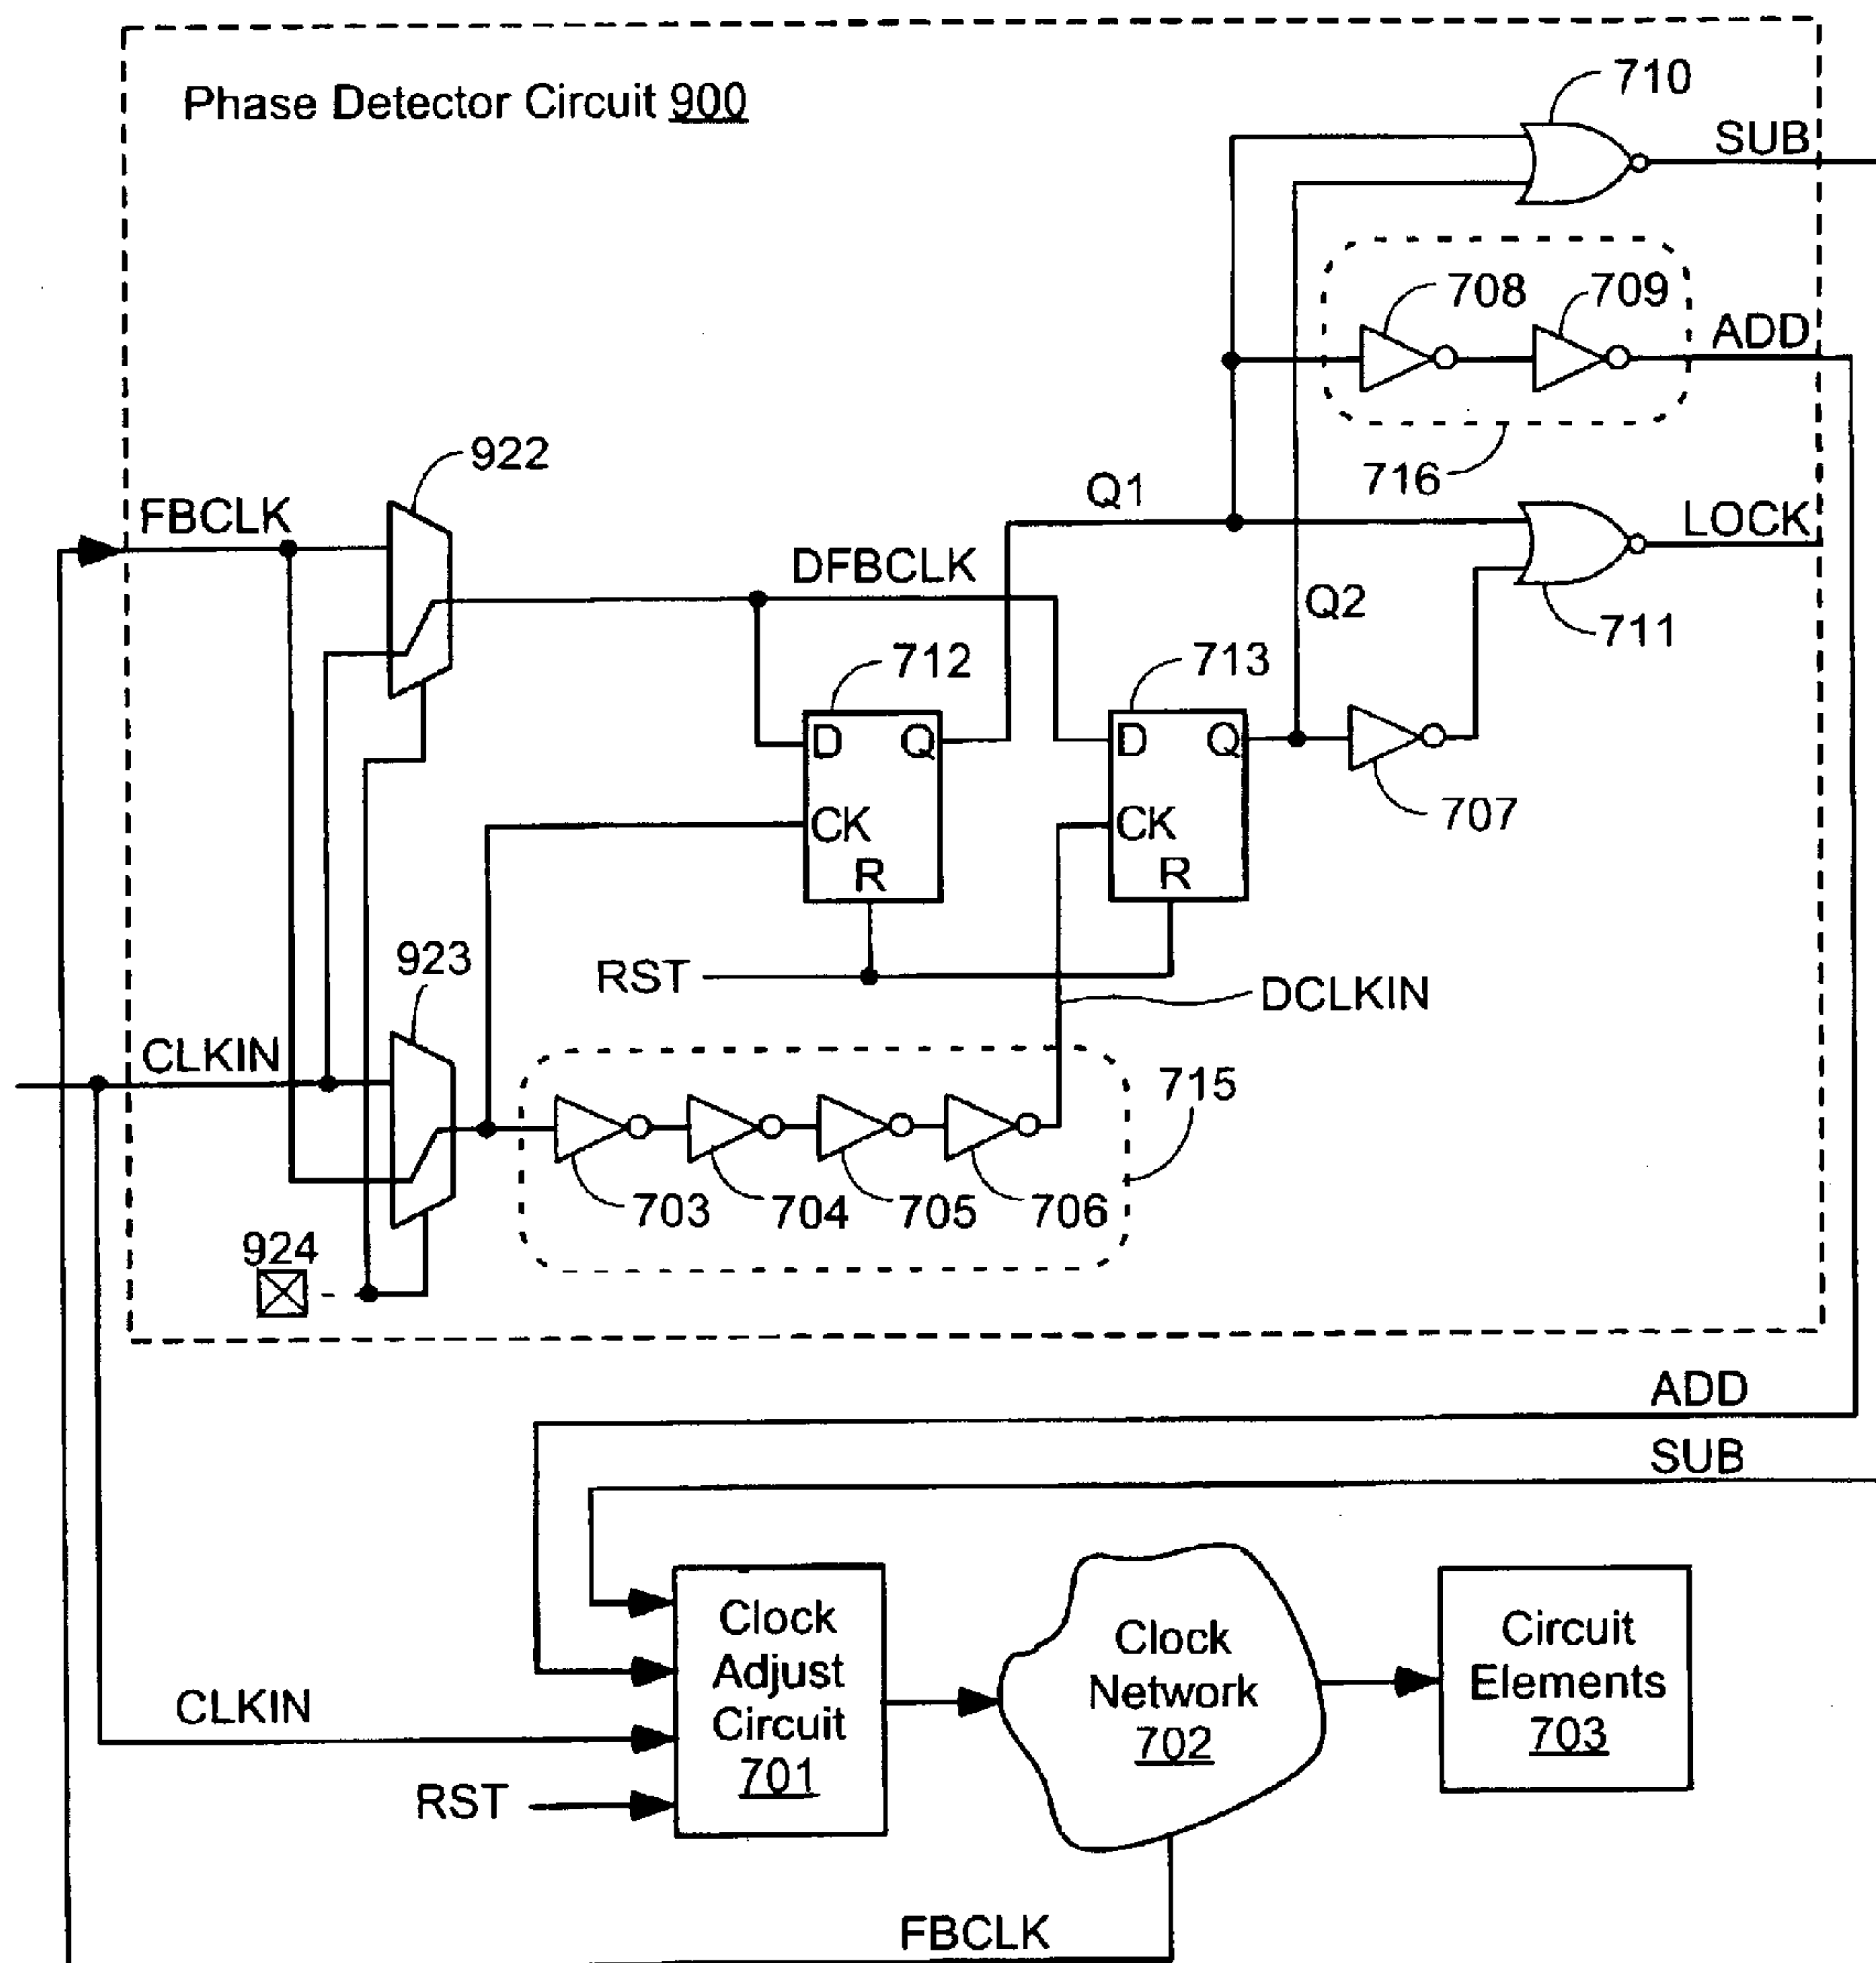 Phase Detector Circuit 900
710
SUB
708
709
ADD
716
922
FBCLK
Q1
LOCK
DFBCLK
Q2
711
712
713
D
Q
D
Q
707
CK
CK
R
R
923
RST
DCLKIN
CLKIN
715
703
704
705
706
924
ADD
SUB
Clock
Adjust
Circuit
701
Clock
Network
702
Circuit
Elements
703
CLKIN
RST
FBCLK